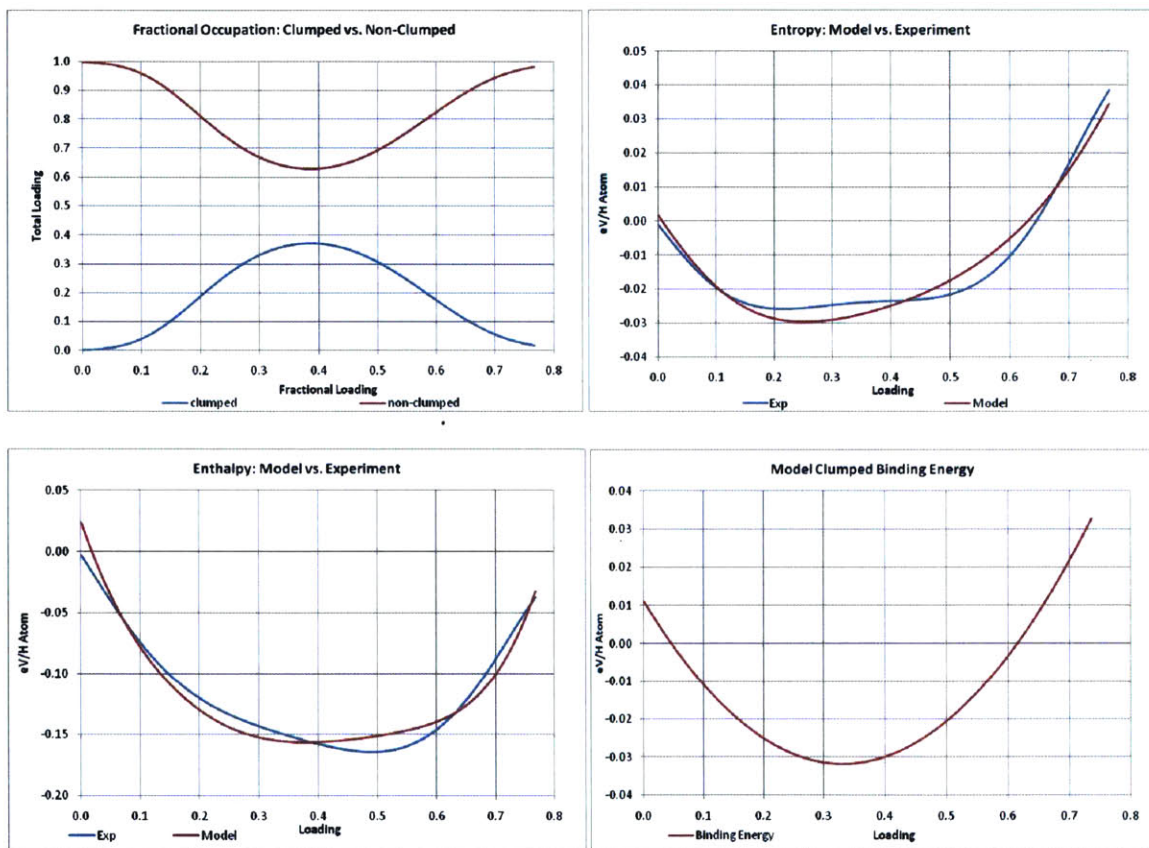 Fractional Occupation: Clumped vs. Non-Clumped
Total Loading
1.0
0.9
0.8
0.7
0.6
0.5
0.4
0.3
0.2
0.1
0.0
0.0 0.1 0.2 0.3 0.4 0.5 0.6 0.7 0.8
Fractional Loading
clumped non-clumped
Entropy: Model vs. Experiment
eV/H Atom
0.05
0.04
0.03
0.02
0.01
0.00
-0.01
-0.02
-0.03
-0.04
0.0 0.1 0.2 0.3 0.4 0.5 0.6 0.7 0.8
Loading
Exp Model
Enthalpy: Model vs. Experiment
eV/H Atom
0.05
0.00
-0.05
-0.10
-0.15
-0.20
0.0 0.1 0.2 0.3 0.4 0.5 0.6 0.7 0.8
Loading
Exp Model
Model Clumped Binding Energy
eV/H Atom
0.04
0.03
0.02
0.01
0.00
-0.01
-0.02
-0.03
-0.04
0.0 0.1 0.2 0.3 0.4 0.5 0.6 0.7 0.8
Binding Energy Loading